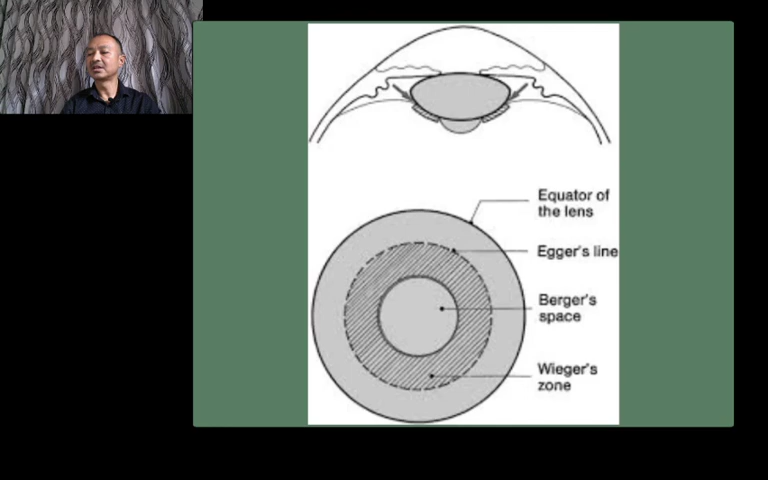 Equator of
the lens
Egger's line
Berger's
space
Wieger's
zone